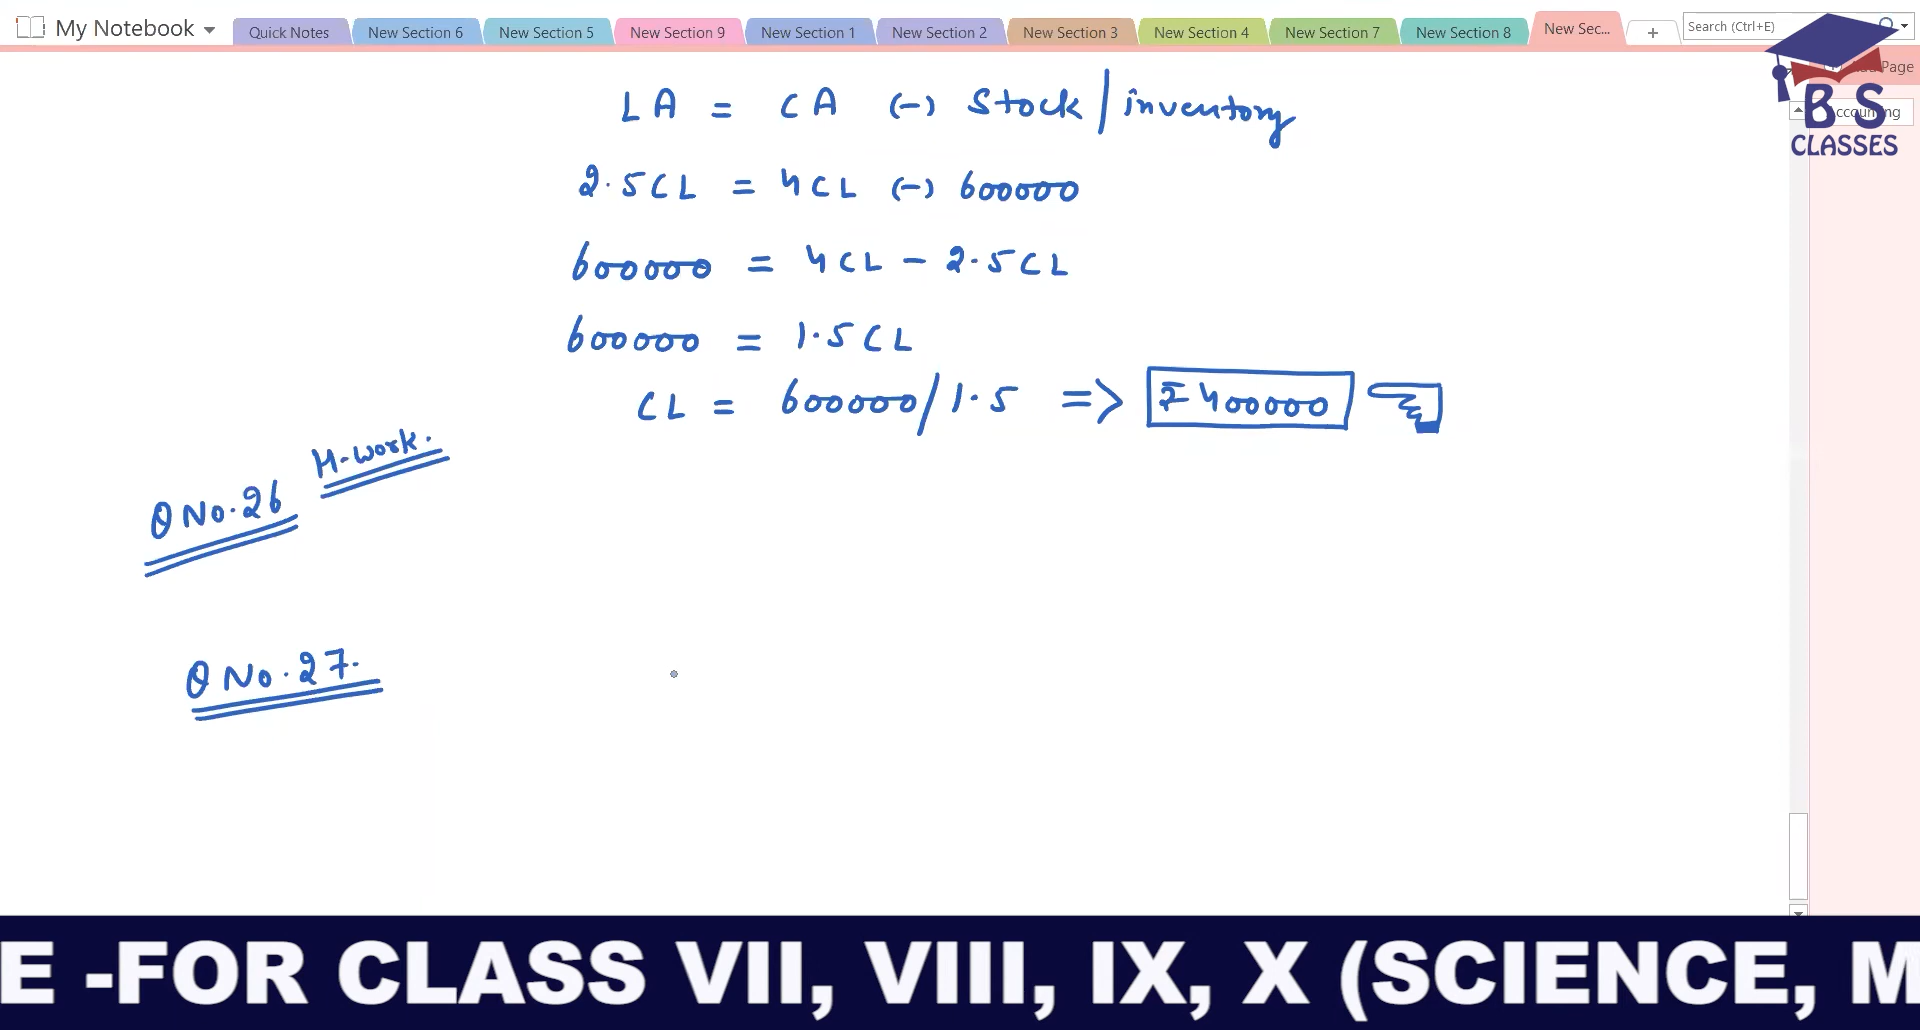 My Notebook
Quick Notes New Section 6 New Section 5 New Section 9 New Section 1 New Section 2 New Section 3 New Section 4 New Section 7 New Section 8 New Sec... +
Search (Ctrl+E)
Page
BS
CLASSES
LA = CA (-) Stock/inventory
2.5CL = 4CL (-) 600000
600000 = 4CL - 2.5CL
600000 = 1.5CL
CL = 600000/1.5 => ₹400000
H-work.
Q No.26
Q No.27.
E -FOR CLASS VII, VIII, IX, X (SCIENCE, M